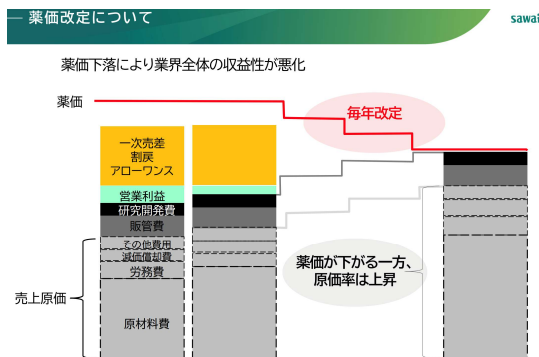 薬価改定について
sawai
薬価下落により業界全体の収益性が悪化
薬価
毎年改定
一次売差
割戻
アローワンス
営業利益
研究開発費
販管費
その他費用
減価償却費
労務費
原材料費
売上原価
薬価が下がる一方、
原価率は上昇